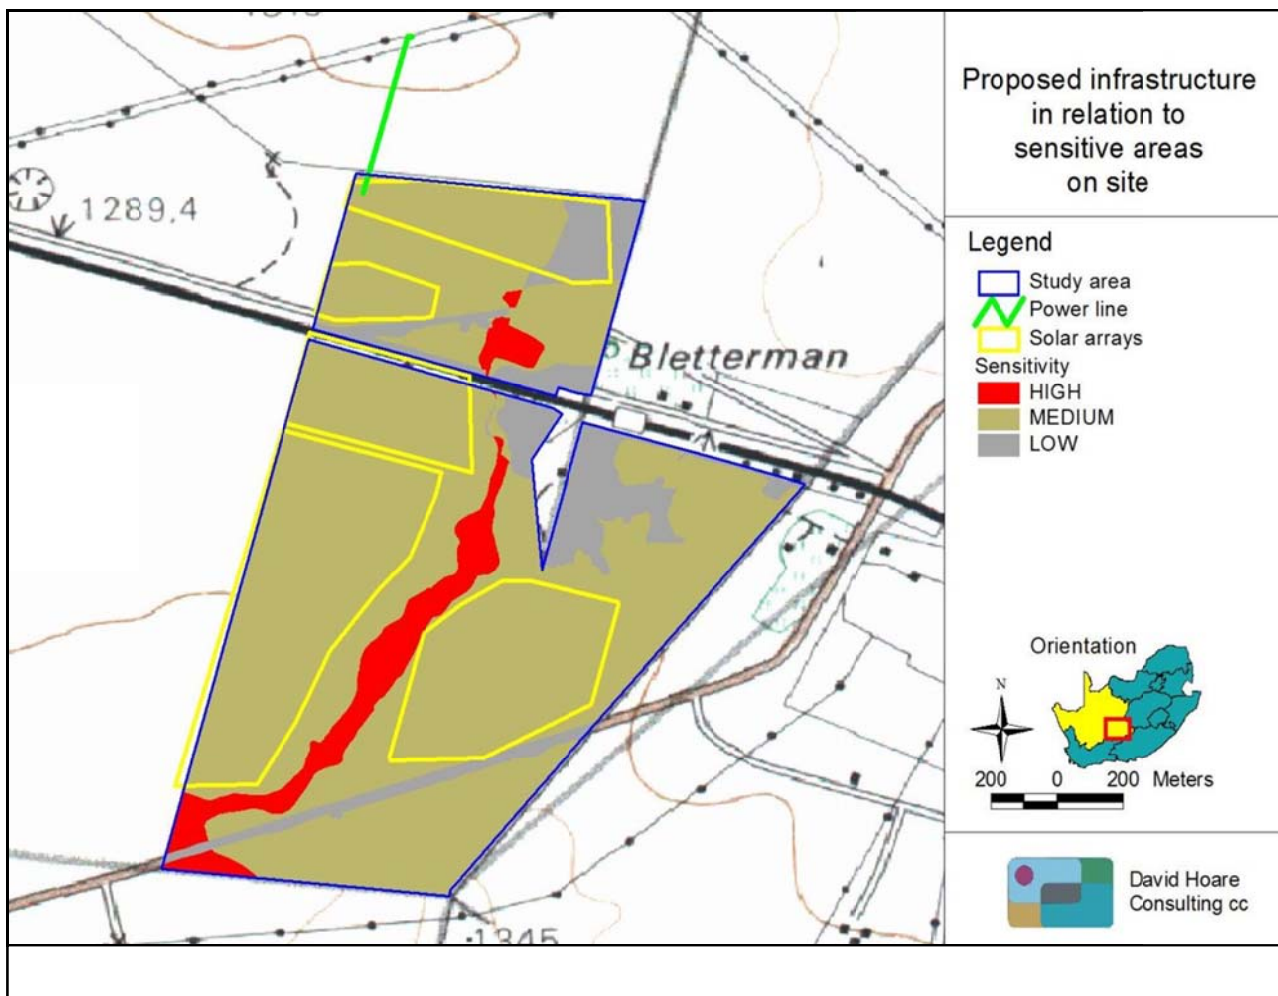 1289,4
Bletterman
·1345
Proposed infrastructure
in relation to
sensitive areas
on site
Legend
Study area
Power line
Solar arrays
Sensitivity
HIGH
MEDIUM
LOW
Orientation
N
200 0 200 Meters
David Hoare
Consulting cc